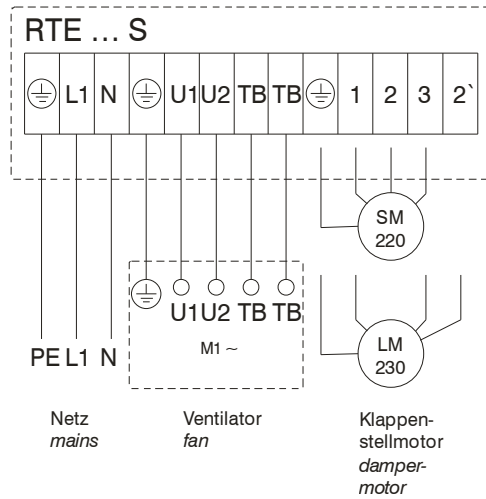 RTE ... S
L1 N U1 U2 TB TB 1 2 3 2`
SM
220
U1 U2 TB TB
M1 ~
PE L1 N
LM
230
Netz
mains
Ventilator
fan
Klappen-
stellmotor
damper-
motor